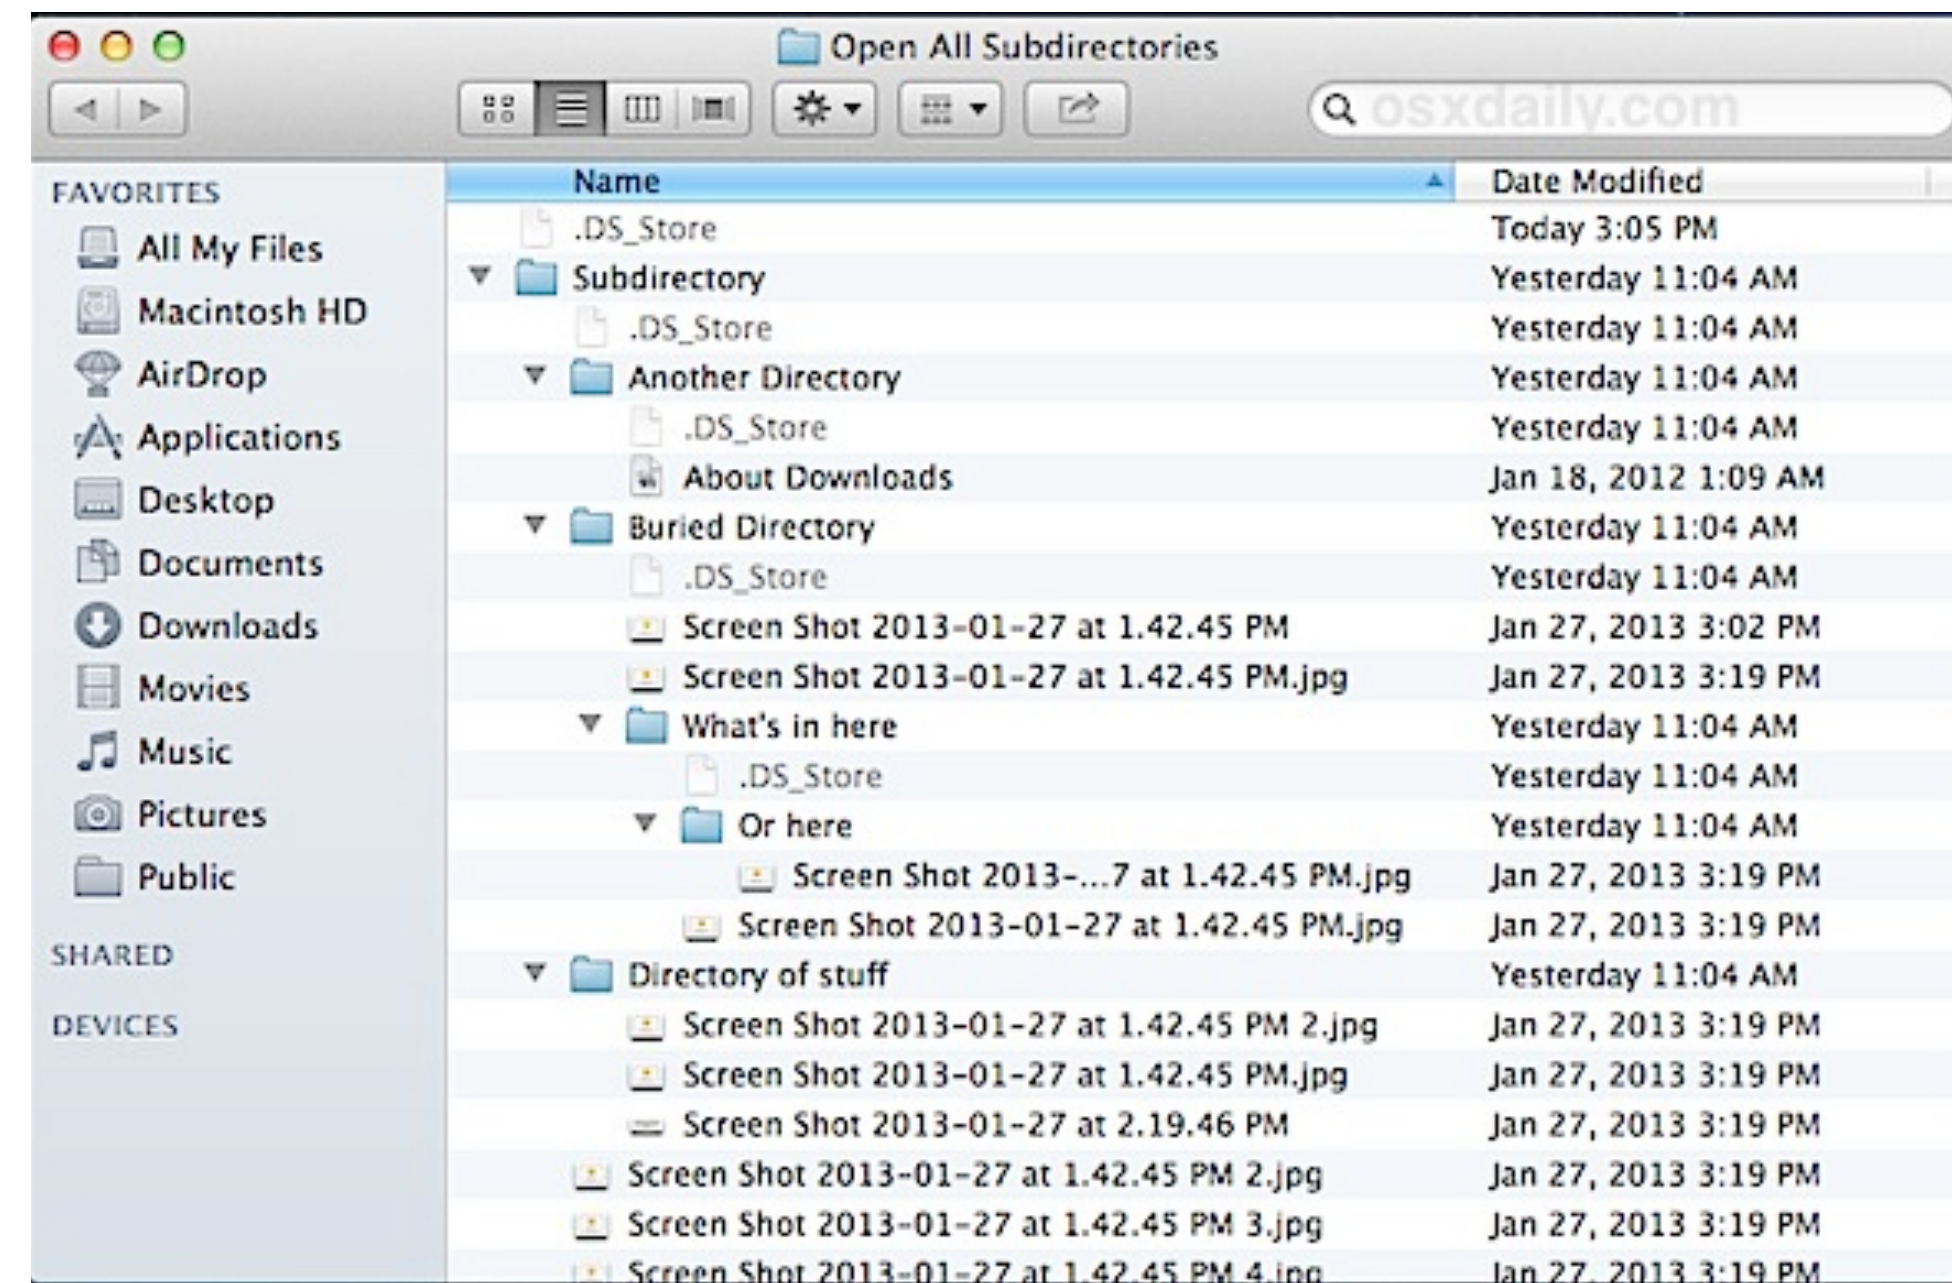 Open All Subdirectories
osxdaily.com
FAVORITES
All My Files
Macintosh HD
AirDrop
Applications
Desktop
Documents
Downloads
Movies
Music
Pictures
Public
SHARED
DEVICES
Name Date Modified
.DS_Store Today 3:05 PM
Subdirectory Yesterday 11:04 AM
.DS_Store Yesterday 11:04 AM
Another Directory Yesterday 11:04 AM
.DS_Store Yesterday 11:04 AM
About Downloads Jan 18, 2012 1:09 AM
Buried Directory Yesterday 11:04 AM
.DS_Store Yesterday 11:04 AM
Screen Shot 2013-01-27 at 1.42.45 PM Jan 27, 2013 3:02 PM
Screen Shot 2013-01-27 at 1.42.45 PM.jpg Jan 27, 2013 3:19 PM
What's in here Yesterday 11:04 AM
.DS_Store Yesterday 11:04 AM
Or here Yesterday 11:04 AM
Screen Shot 2013-...7 at 1.42.45 PM.jpg Jan 27, 2013 3:19 PM
Screen Shot 2013-01-27 at 1.42.45 PM.jpg Jan 27, 2013 3:19 PM
Directory of stuff Yesterday 11:04 AM
Screen Shot 2013-01-27 at 1.42.45 PM 2.jpg Jan 27, 2013 3:19 PM
Screen Shot 2013-01-27 at 1.42.45 PM.jpg Jan 27, 2013 3:19 PM
Screen Shot 2013-01-27 at 2.19.46 PM Jan 27, 2013 3:19 PM
Screen Shot 2013-01-27 at 1.42.45 PM 2.jpg Jan 27, 2013 3:19 PM
Screen Shot 2013-01-27 at 1.42.45 PM 3.jpg Jan 27, 2013 3:19 PM
Screen Shot 2013-01-27 at 1.42.45 PM 4.jpg Jan 27, 2013 3:19 PM